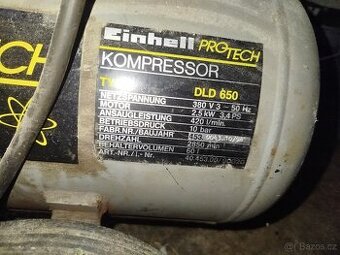 Einhell PROTECH
TECH
KOMPRESSOR
DLD 650
NETZSPANNUNG 380 V 3~ 50 Hz
MOTOR 2,5 kW 3,4 PS
ANSAUGLEISTUNG 420 l/min.
BETRIEBSDRUCK 10 bar
FABR.NR./BAUJAHR
DREHZAHL 2850 min
BEHÄLTERVOLUMEN
ART.-NR./I.-Nr.
Bazos.cz